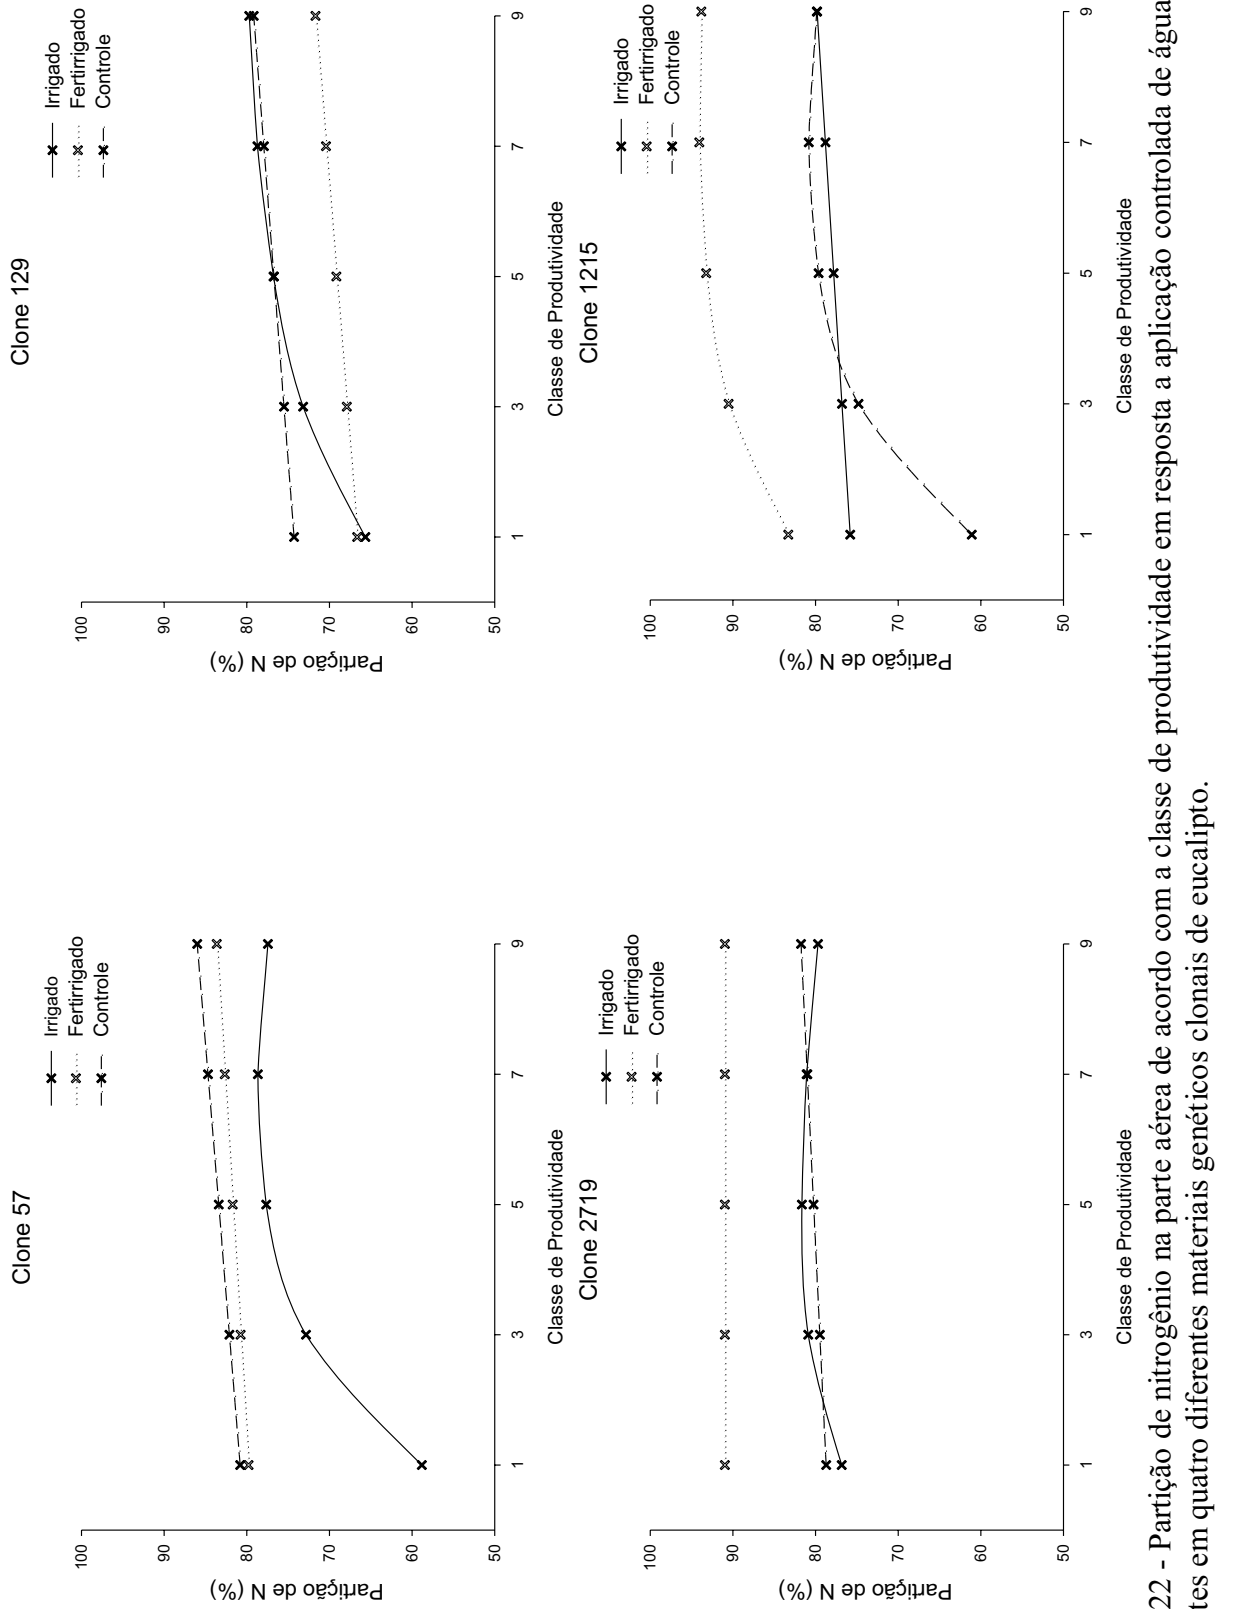 Clone 57
Irrigado
Fertirrigado
Controle
Partição de N (%)
100
90
80
70
60
50
1
3
5
7
9
Classe de Produtividade
Clone 129
Irrigado
Fertirrigado
Controle
Partição de N (%)
100
90
80
70
60
50
1
3
5
7
9
Classe de Produtividade
Clone 2719
Irrigado
Fertirrigado
Controle
Partição de N (%)
100
90
80
70
60
50
1
3
5
7
9
Classe de Produtividade
Clone 1215
Irrigado
Fertirrigado
Controle
Partição de N (%)
100
90
80
70
60
50
1
3
5
7
9
Classe de Produtividade
22 - Partição de nitrogênio na parte aérea de acordo com a classe de produtividade em resposta a aplicação controlada de água
tes em quatro diferentes materiais genéticos clonais de eucalipto.